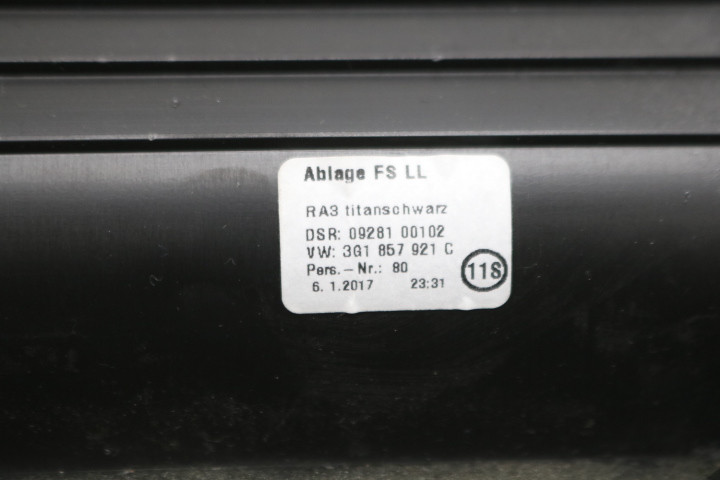 Ablage FS LL
RA3 titanschwarz
DSR: 09281 00102
VW: 3G1 857 921 C
Pers.-Nr.: 80
11S
6. 1.2017 23:31